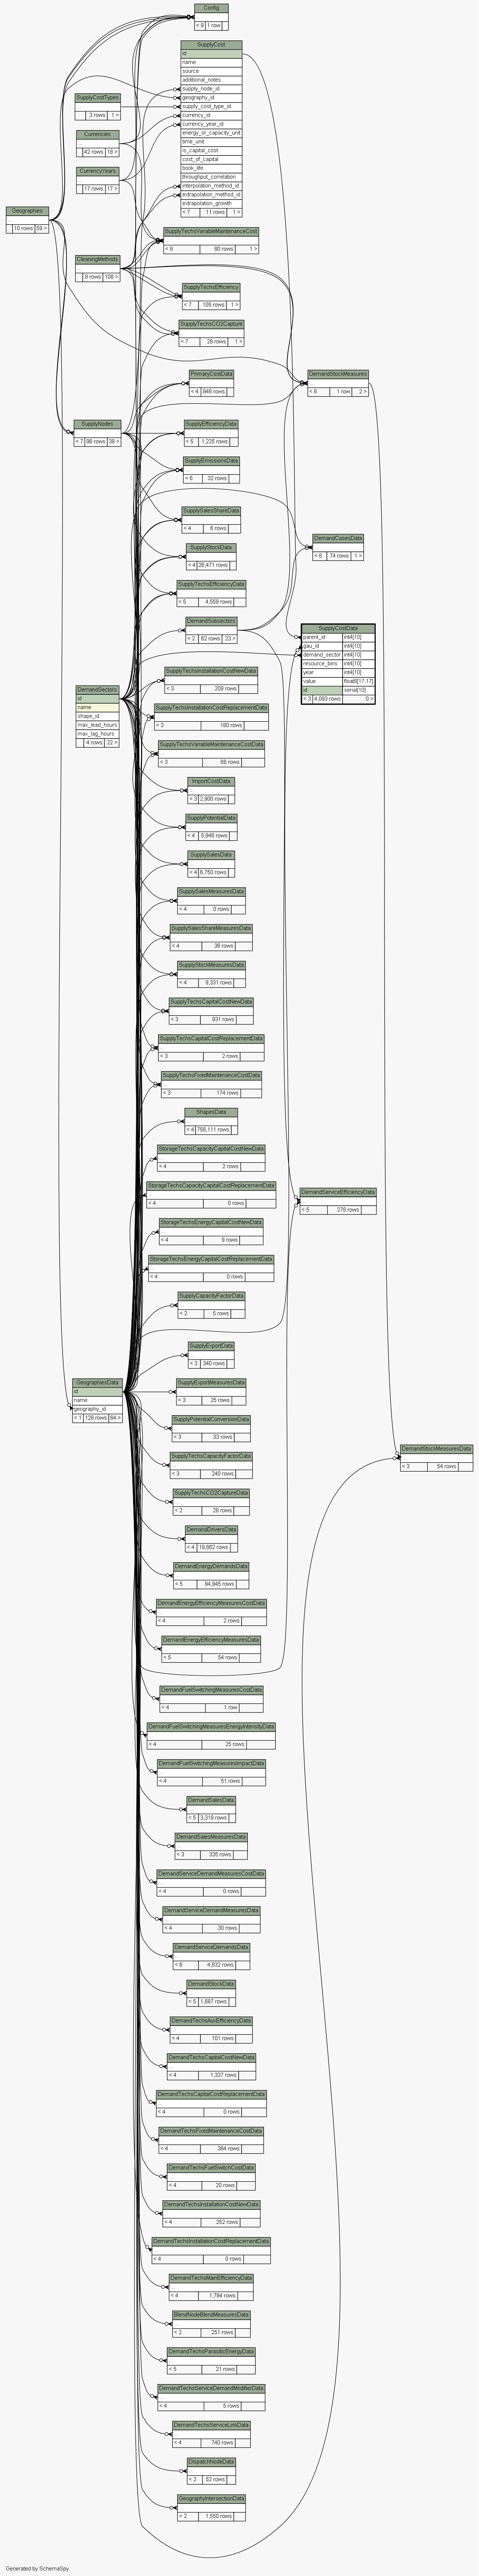 Config
...
< 9 1 row
SupplyCost
id
name
source
additional_notes
supply_node_id
geography_id
supply_cost_type_id
currency_id
currency_year_id
energy_or_capacity_unit
time_unit
is_capital_cost
cost_of_capital
book_life
throughput_correlation
interpolation_method_id
extrapolation_method_id
extrapolation_growth
< 7 11 rows 1 >
SupplyCostTypes
...
3 rows 1 >
Currencies
...
42 rows 18 >
CurrencyYears
...
17 rows 17 >
Geographies
...
10 rows 59 >
SupplyTechsVariableMaintenanceCost
...
< 8 80 rows 1 >
CleaningMethods
...
8 rows 108 >
SupplyTechsEfficiency
...
< 7 105 rows 1 >
SupplyTechsCO2Capture
...
< 7 28 rows 1 >
PrimaryCostData
...
< 4 848 rows
DemandStockMeasures
...
< 6 1 row 2 >
SupplyNodes
...
< 7 98 rows 38 >
SupplyEfficiencyData
...
< 5 1,225 rows
SupplyEmissionsData
...
< 6 32 rows
SupplySalesShareData
...
< 4 6 rows
DemandCasesData
...
< 6 74 rows 1 >
SupplyStockData
...
< 4 26,471 rows
SupplyTechsEfficiencyData
...
< 5 4,559 rows
DemandSubsectors
...
< 2 62 rows 23 >
SupplyCostData
parent_id int4[10]
gau_id int4[10]
demand_sector int4[10]
resource_bins int4[10]
year int4[10]
value float8[17,17]
id serial[10]
< 3 4,093 rows 0 >
SupplyTechsInstallationCostNewData
...
< 3 209 rows
DemandSectors
id
name
shape_id
max_lead_hours
max_lag_hours
4 rows 22 >
SupplyTechsInstallationCostReplacementData
...
< 3 180 rows
SupplyTechsVariableMaintenanceCostData
...
< 3 88 rows
ImportCostData
...
< 3 2,900 rows
SupplyPotentialData
...
< 4 5,846 rows
SupplySalesData
...
< 4 6,750 rows
SupplySalesMeasuresData
...
< 4 0 rows
SupplySalesShareMeasuresData
...
< 4 36 rows
SupplyStockMeasuresData
...
< 4 9,331 rows
SupplyTechsCapitalCostNewData
...
< 3 831 rows
SupplyTechsCapitalCostReplacementData
...
< 3 2 rows
SupplyTechsFixedMaintenanceCostData
...
< 3 174 rows
ShapesData
...
< 4 756,111 rows
StorageTechsCapacityCapitalCostNewData
...
< 4 2 rows
StorageTechsCapacityCapitalCostReplacementData
...
< 4 0 rows
DemandServiceEfficiencyData
...
< 5 278 rows
StorageTechsEnergyCapitalCostNewData
...
< 4 9 rows
StorageTechsEnergyCapitalCostReplacementData
...
< 4 0 rows
SupplyCapacityFactorData
...
< 2 5 rows
SupplyExportData
...
< 3 340 rows
GeographiesData
id
name
geography_id
< 1 128 rows 64 >
SupplyExportMeasuresData
...
< 3 25 rows
SupplyPotentialConversionData
...
< 3 33 rows
DemandStockMeasuresData
...
< 3 54 rows
SupplyTechsCapacityFactorData
...
< 3 240 rows
SupplyTechsCO2CaptureData
...
< 2 28 rows
DemandDriversData
...
< 4 19,662 rows
DemandEnergyDemandsData
...
< 5 94,945 rows
DemandEnergyEfficiencyMeasuresCostData
...
< 4 2 rows
DemandEnergyEfficiencyMeasuresData
...
< 5 54 rows
DemandFuelSwitchingMeasuresCostData
...
< 4 1 row
DemandFuelSwitchingMeasuresEnergyIntensityData
...
< 4 25 rows
DemandFuelSwitchingMeasuresImpactData
...
< 4 51 rows
DemandSalesData
...
< 5 3,319 rows
DemandSalesMeasuresData
...
< 3 335 rows
DemandServiceDemandMeasuresCostData
...
< 4 0 rows
DemandServiceDemandMeasuresData
...
< 4 30 rows
DemandServiceDemandsData
...
< 6 4,832 rows
DemandStockData
...
< 5 1,687 rows
DemandTechsAuxEfficiencyData
...
< 4 101 rows
DemandTechsCapitalCostNewData
...
< 4 1,337 rows
DemandTechsCapitalCostReplacementData
...
< 4 0 rows
DemandTechsFixedMaintenanceCostData
...
< 4 364 rows
DemandTechsFuelSwitchCostData
...
< 4 20 rows
DemandTechsInstallationCostNewData
...
< 4 252 rows
DemandTechsInstallationCostReplacementData
...
< 4 0 rows
DemandTechsMainEfficiencyData
...
< 4 1,784 rows
BlendNodeBlendMeasuresData
...
< 2 251 rows
DemandTechsParasiticEnergyData
...
< 5 21 rows
DemandTechsServiceDemandModifierData
...
< 4 5 rows
DemandTechsServiceLinkData
...
< 4 740 rows
DispatchNodeData
...
< 2 52 rows
GeographyIntersectionData
...
< 2 1,550 rows
Generated by SchemaSpy